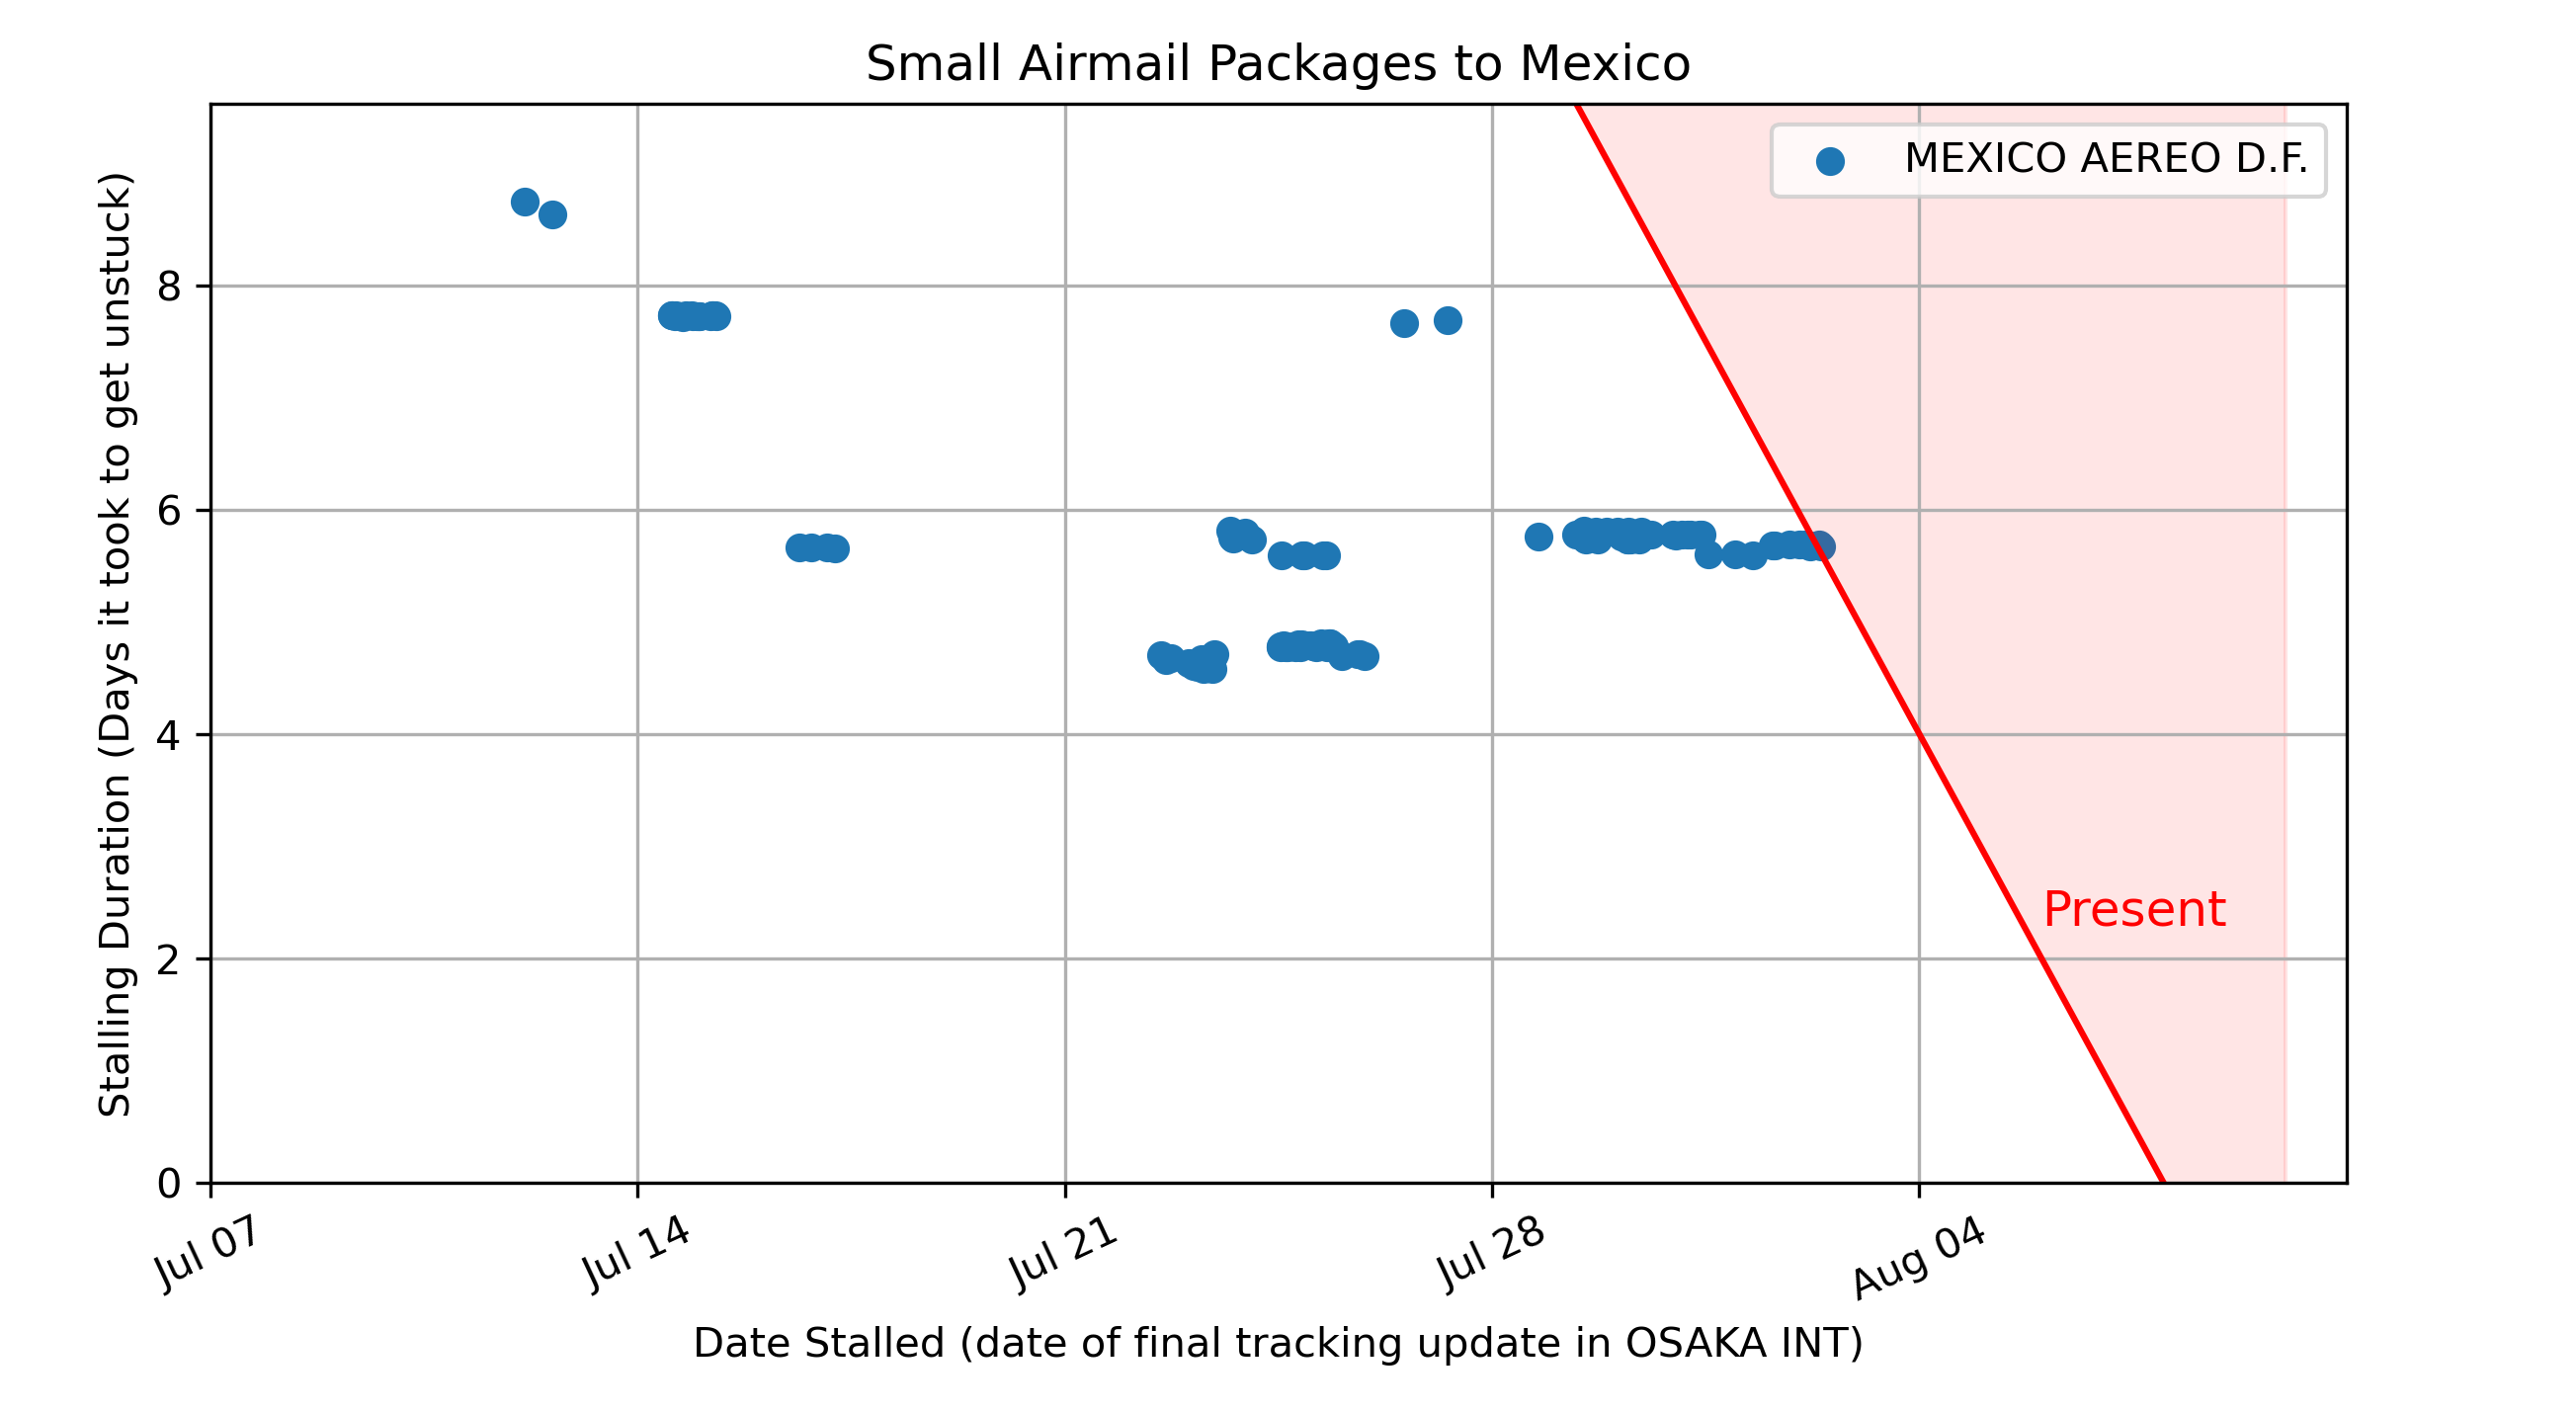 Small Airmail Packages to Mexico
MEXICO AEREO D.F.
Stalling Duration (Days it took to get unstuck)
8
6
4
2
0
Present
Jul 07
Jul 14
Jul 21
Jul 28
Aug 04
Date Stalled (date of final tracking update in OSAKA INT)